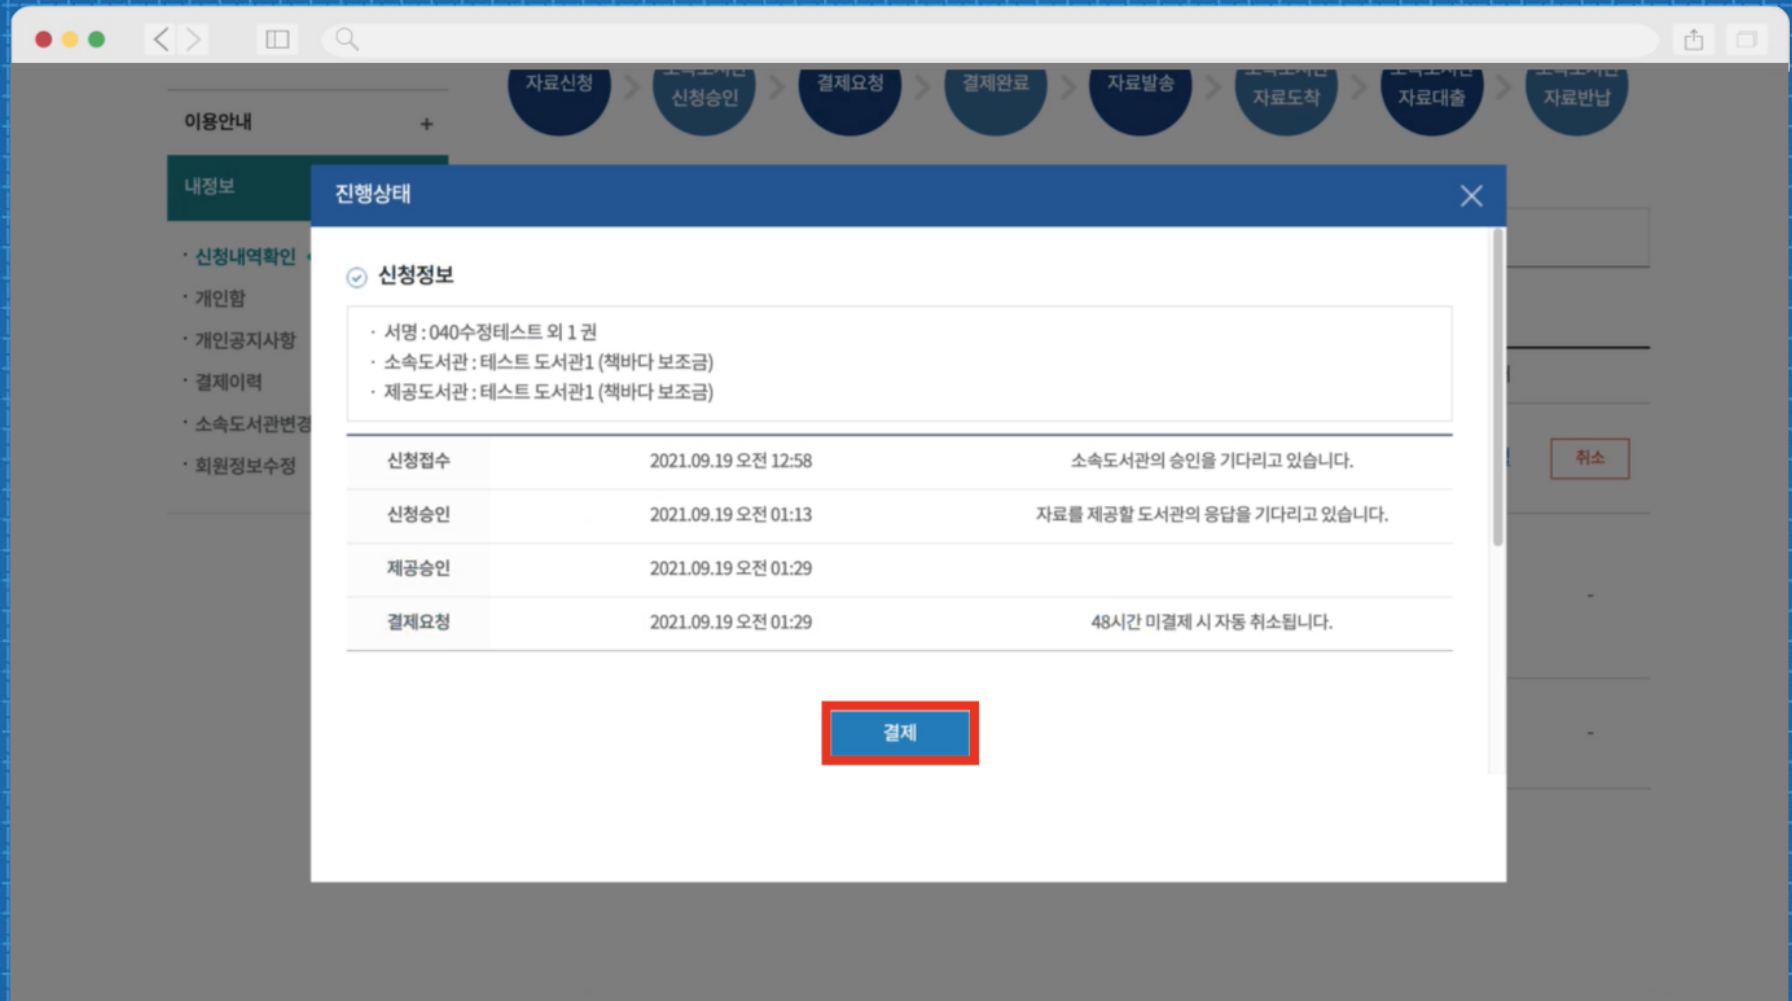 자료신청
신청승인
결제요청
결제완료
자료발송
자료도착
자료대출
자료반납
이용안내 +
내정보
· 신청내역확인
· 개인함
· 개인공지사항
· 결제이력
· 소속도서관변경
· 회원정보수정
진행상태
신청정보
· 서명 : 040수정테스트 외 1 권
· 소속도서관 : 테스트 도서관1 (책바다 보조금)
· 제공도서관 : 테스트 도서관1 (책바다 보조금)
신청접수 2021.09.19 오전 12:58 소속도서관의 승인을 기다리고 있습니다.
신청승인 2021.09.19 오전 01:13 자료를 제공할 도서관의 응답을 기다리고 있습니다.
제공승인 2021.09.19 오전 01:29
결제요청 2021.09.19 오전 01:29 48시간 미결제 시 자동 취소됩니다.
결제
취소
-
-